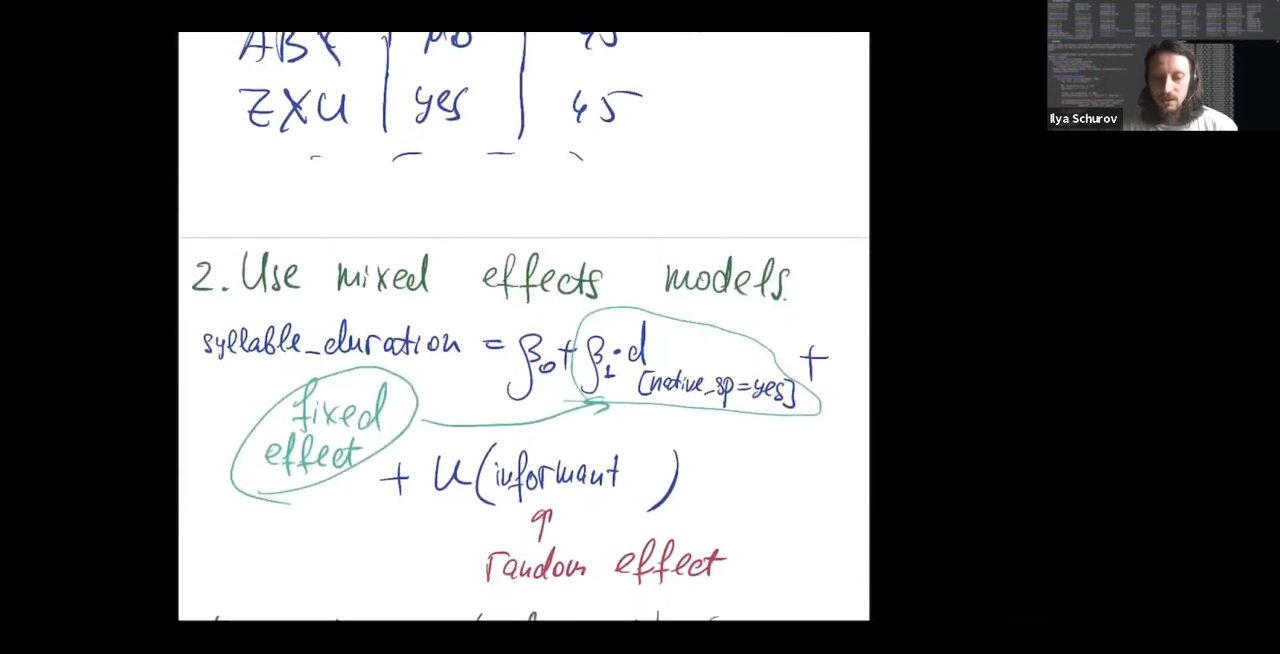 ZXU | yes | 45
Ilya Schurov
2. Use mixed effects models.
syllable_duration = β₀ + β₁·d [native_sp=yes] +
fixed
effect
+ u(informant )
random effect